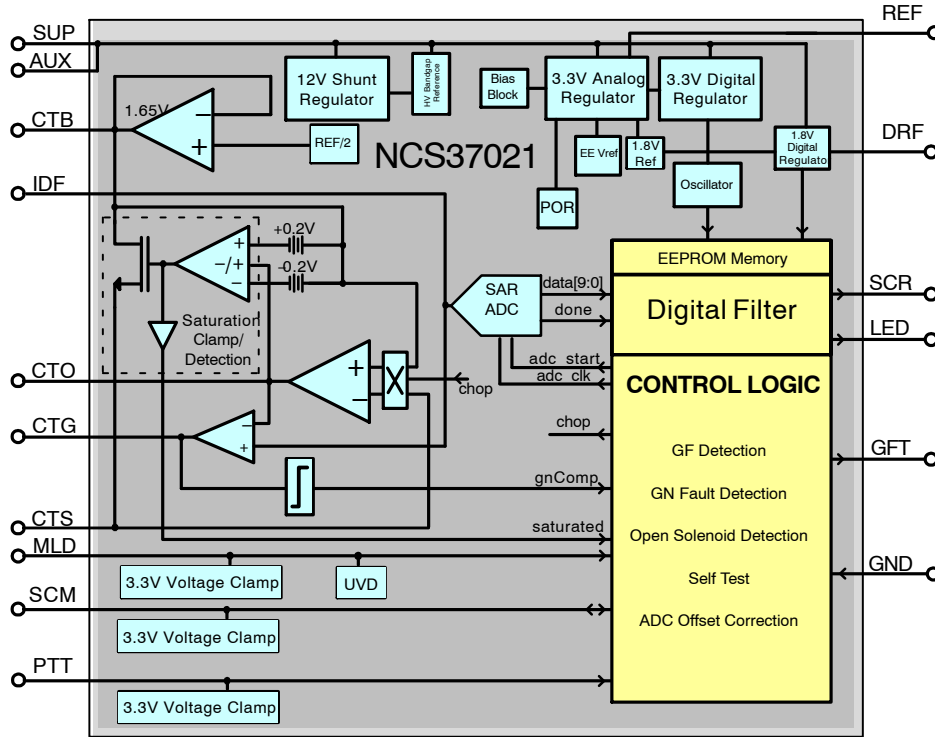 REF
SUP
AUX
12V Shunt
Regulator
HV Bandgap
Reference
Bias
Block
3.3V Analog
Regulator
3.3V Digital
Regulator
1.65V
−
+
CTB
REF/2
NCS37021
EE Vref
1.8V
Ref
1.8V
Digital
Regulato
DRF
IDF
POR
Oscillator
+0.2V
+
−/+
−
-0.2V
EEPROM Memory
SAR
ADC
data[9:0]
done
Digital Filter
SCR
LED
Saturation
Clamp/
Detection
adc_start
adc_clk
CTO
+
−
chop
CONTROL LOGIC
CTG
−
+
chop
GF Detection
GFT
gnComp
GN Fault Detection
CTS
saturated
Open Solenoid Detection
MLD
3.3V Voltage Clamp
UVD
Self Test
GND
SCM
3.3V Voltage Clamp
ADC Offset Correction
PTT
3.3V Voltage Clamp